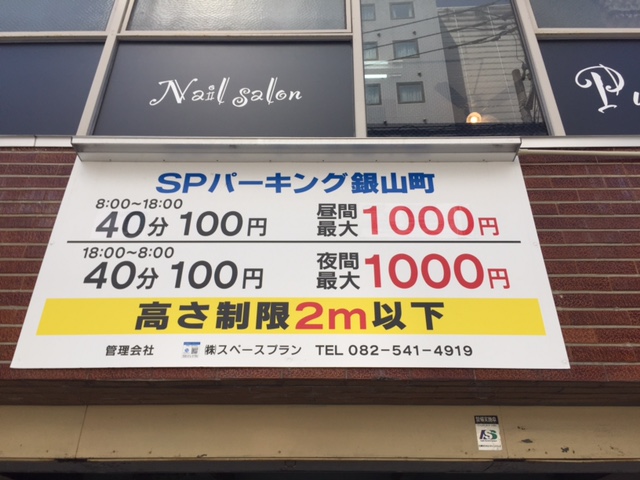 Nail salon
Pu
SPパーキング銀山町
8:00~18:00
40分 100円
昼間最大1000円
18:00~8:00
40分 100円
夜間最大1000円
高さ制限2m以下
管理会社 ㈱スペースプラン TEL 082-541-4919